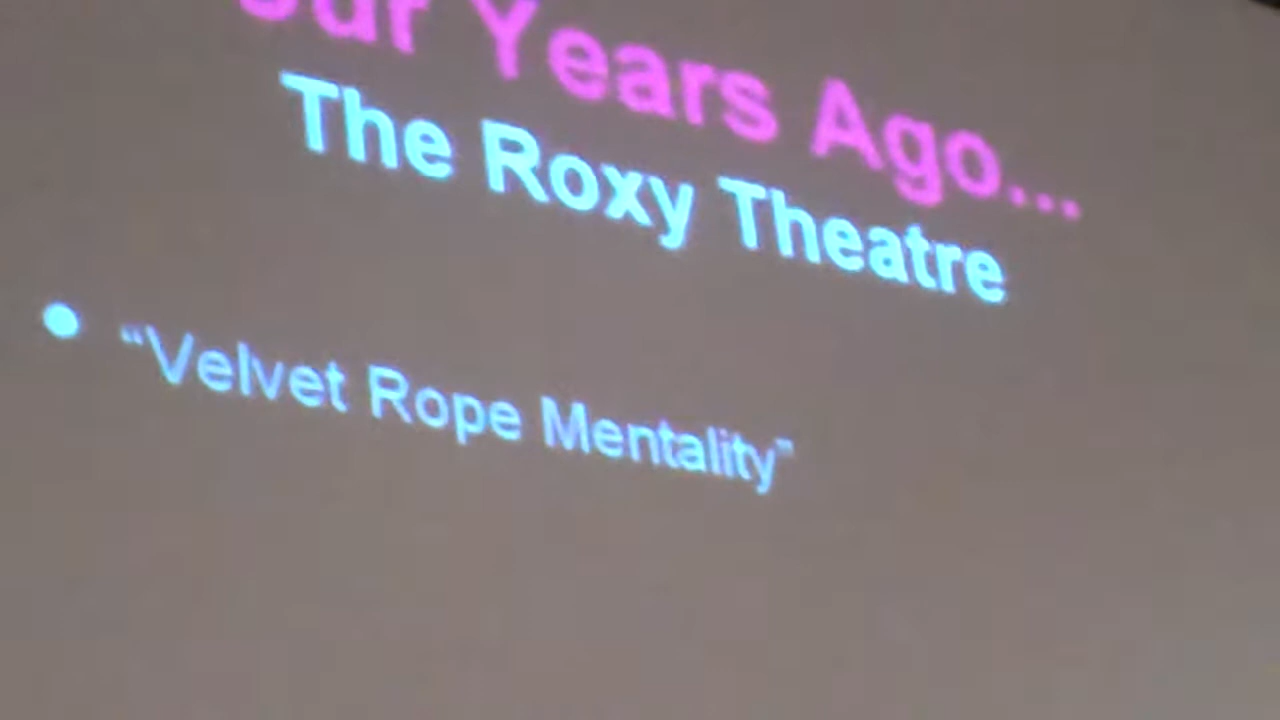 Years Ago...
The Roxy Theatre
• “Velvet Rope Mentality”